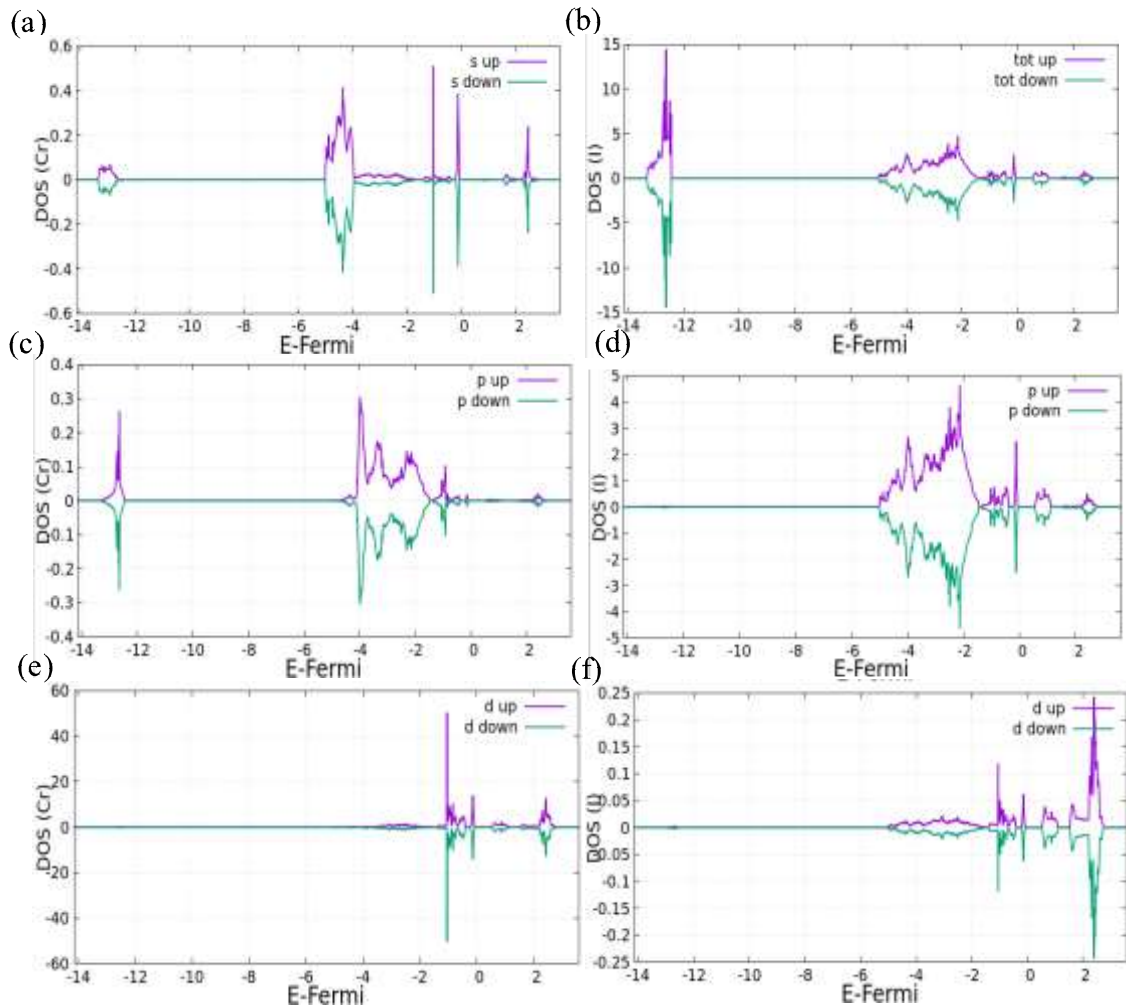 (a)
0.6
0.4
0.2
0
-0.2
-0.4
-0.6
DOS (Cr)
s up
s down
-14 -12 -10 -8 -6 -4 -2 0 2
E-Fermi
(b)
15
10
5
0
-5
-10
-15
DOS (I)
tot up
tot down
-14 -12 -10 -8 -6 -4 -2 0 2
E-Fermi
(c)
0.4
0.3
0.2
0.1
0
-0.1
-0.2
-0.3
-0.4
DOS (Cr)
p up
p down
-14 -12 -10 -8 -6 -4 -2 0 2
E-Fermi
(d)
5
4
3
2
1
0
-1
-2
-3
-4
-5
DOS (I)
p up
p down
-14 -12 -10 -8 -6 -4 -2 0 2
E-Fermi
(e)
60
40
20
0
-20
-40
-60
DOS (Cr)
d up
d down
-14 -12 -10 -8 -6 -4 -2 0 2
E-Fermi
(f)
0.25
0.2
0.15
0.1
0.05
0
0.05
-0.1
-0.15
-0.2
-0.25
DOS (I)
d up
d down
-14 -12 -10 -8 -6 -4 -2 0 2
E-Fermi